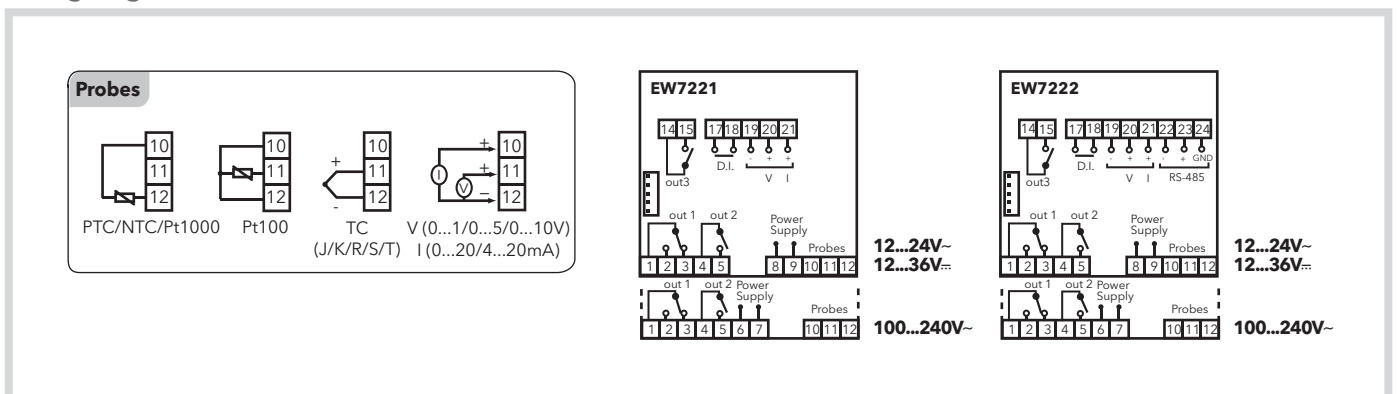 Probes
10
11
12
PTC/NTC/Pt1000
10
11
12
Pt100
+
-
10
11
12
TC
(J/K/R/S/T)
+
+
−
I
V
10
11
12
V (0...1/0...5/0...10V)
I (0...20/4...20mA)
EW7221
14 15 17 18 19 20 21
- + +
D.I.
V I
out3
out 1 out 2 Power
Supply
Probes
1 2 3 4 5 8 9 10 11 12
12...24V~
12...36V⎓
out 1 out 2 Power
Supply
Probes
1 2 3 4 5 6 7 10 11 12
100...240V~
EW7222
14 15 17 18 19 20 21 22 23 24
- + + - + GND
D.I.
V I RS-485
out3
out 1 out 2 Power
Supply
Probes
1 2 3 4 5 8 9 10 11 12
12...24V~
12...36V⎓
out 1 out 2 Power
Supply
Probes
1 2 3 4 5 6 7 10 11 12
100...240V~